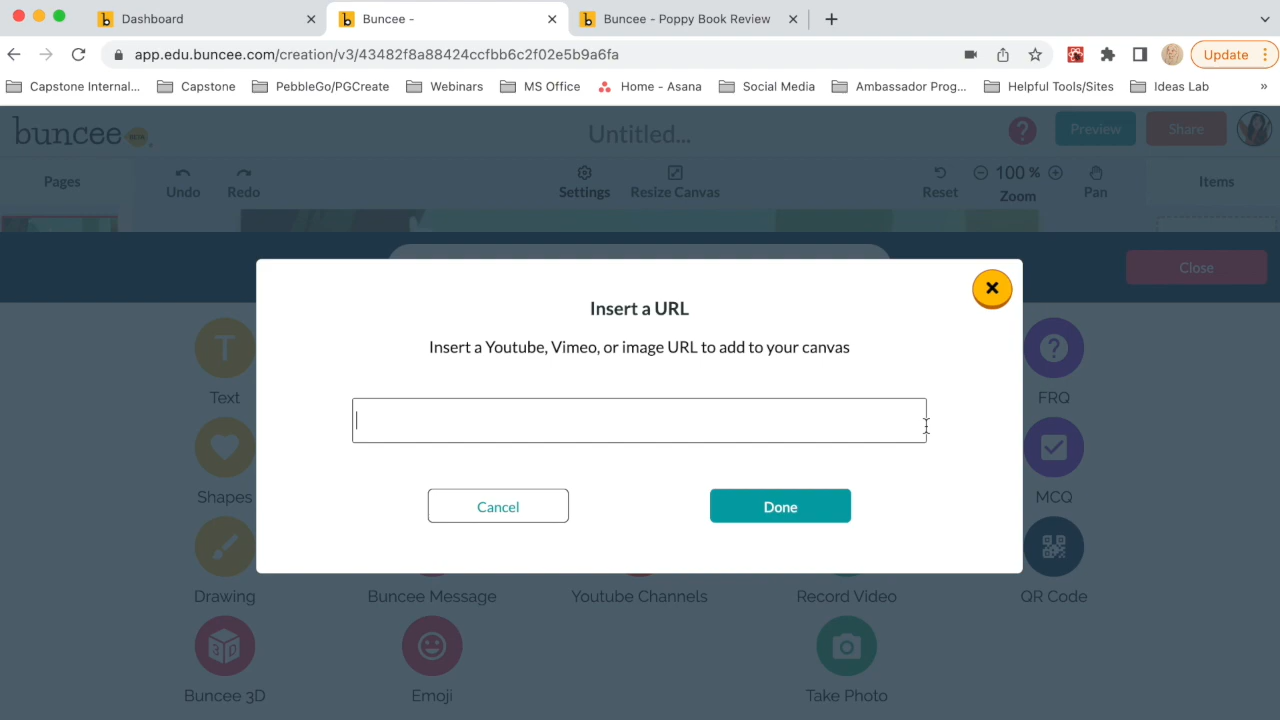 Dashboard
Buncee -
Buncee - Poppy Book Review
app.edu.buncee.com/creation/v3/43482f8a88424ccfbb6c2f02e5b9a6fa
Update
Capstone Internal...
Capstone
PebbleGo/PGCreate
Webinars
MS Office
Home - Asana
Social Media
Ambassador Prog...
Helpful Tools/Sites
Ideas Lab
»
buncee
Untitled...
?
Preview
Share
Pages
Undo
Redo
Settings
Resize Canvas
Reset
100 %
Zoom
Pan
Items
Close
Insert a URL
Insert a Youtube, Vimeo, or image URL to add to your canvas
Cancel
Done
T
Text
FRQ
Shapes
MCQ
Drawing
Buncee Message
Youtube Channels
Record Video
QR Code
3D
Buncee 3D
Emoji
Take Photo